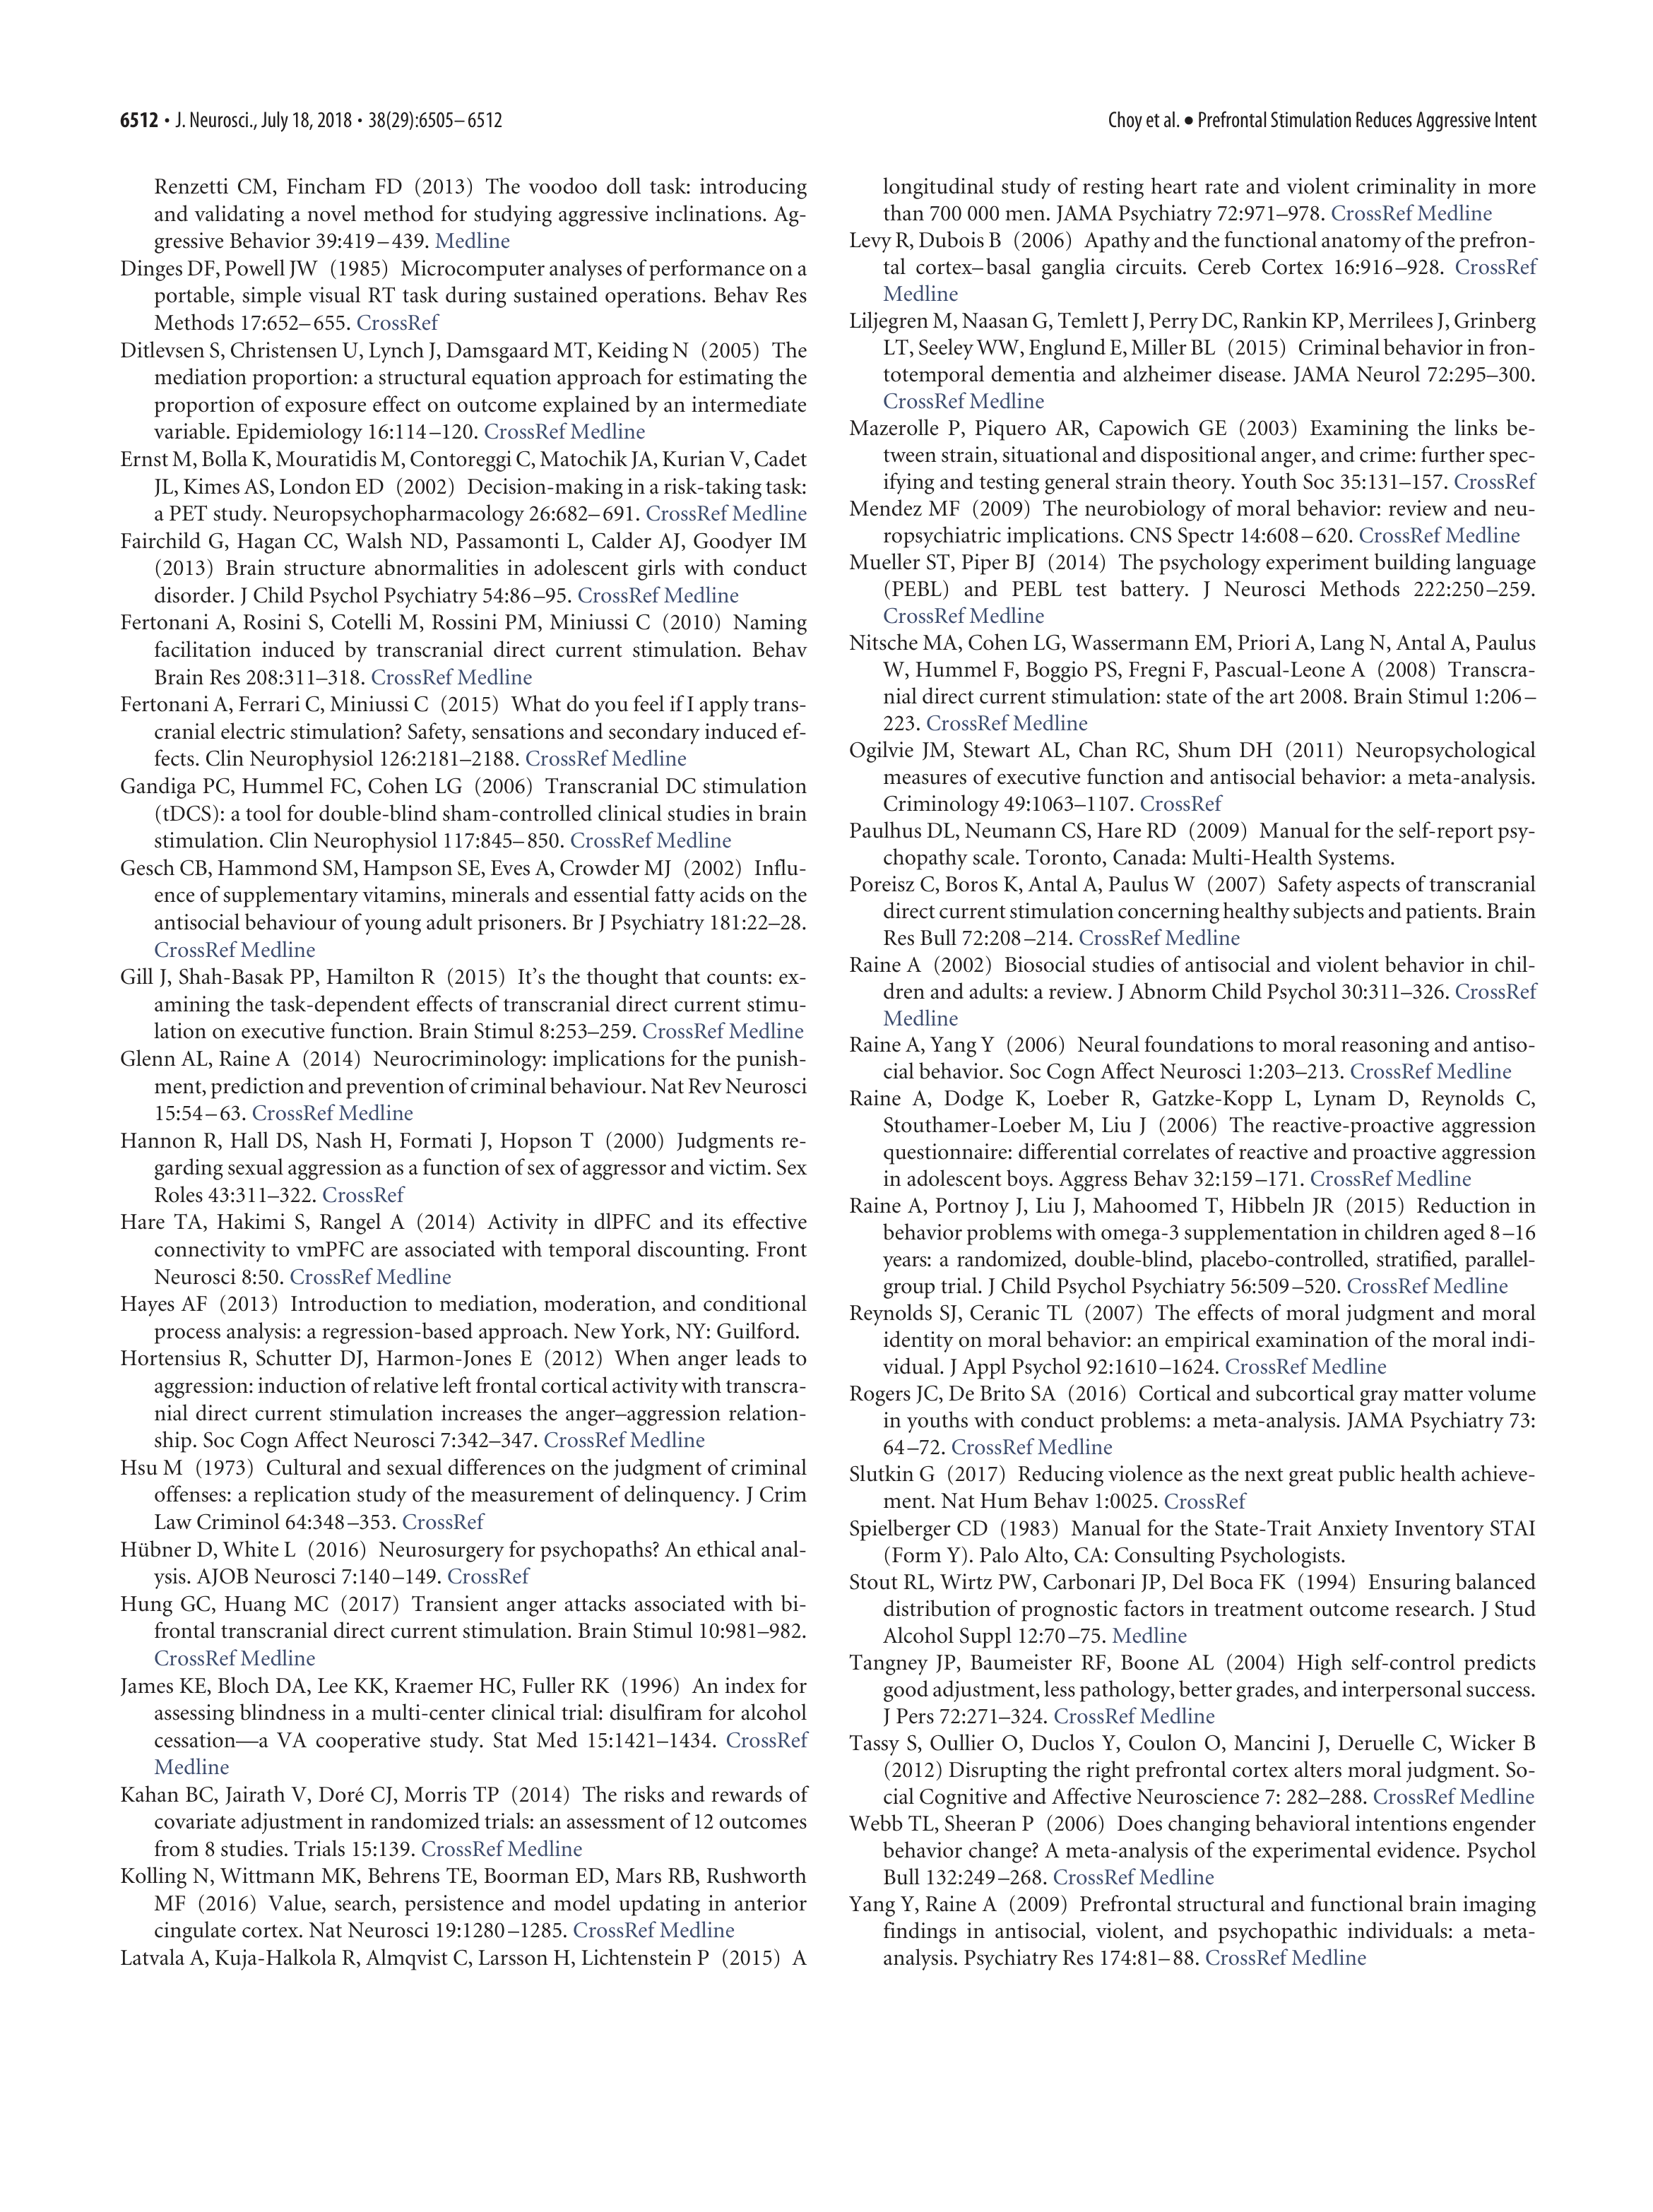 6512 • J. Neurosci., July 18, 2018 • 38(29):6505–6512
Choy et al. • Prefrontal Stimulation Reduces Aggressive Intent
Renzetti CM, Fincham FD (2013) The voodoo doll task: introducing
and validating a novel method for studying aggressive inclinations. Ag-
gressive Behavior 39:419–439. Medline
Dinges DF, Powell JW (1985) Microcomputer analyses of performance on a
portable, simple visual RT task during sustained operations. Behav Res
Methods 17:652–655. CrossRef
Ditlevsen S, Christensen U, Lynch J, Damsgaard MT, Keiding N (2005) The
mediation proportion: a structural equation approach for estimating the
proportion of exposure effect on outcome explained by an intermediate
variable. Epidemiology 16:114–120. CrossRef Medline
Ernst M, Bolla K, Mouratidis M, Contoreggi C, Matochik JA, Kurian V, Cadet
JL, Kimes AS, London ED (2002) Decision-making in a risk-taking task:
a PET study. Neuropsychopharmacology 26:682–691. CrossRef Medline
Fairchild G, Hagan CC, Walsh ND, Passamonti L, Calder AJ, Goodyer IM
(2013) Brain structure abnormalities in adolescent girls with conduct
disorder. J Child Psychol Psychiatry 54:86–95. CrossRef Medline
Fertonani A, Rosini S, Cotelli M, Rossini PM, Miniussi C (2010) Naming
facilitation induced by transcranial direct current stimulation. Behav
Brain Res 208:311–318. CrossRef Medline
Fertonani A, Ferrari C, Miniussi C (2015) What do you feel if I apply trans-
cranial electric stimulation? Safety, sensations and secondary induced ef-
fects. Clin Neurophysiol 126:2181–2188. CrossRef Medline
Gandiga PC, Hummel FC, Cohen LG (2006) Transcranial DC stimulation
(tDCS): a tool for double-blind sham-controlled clinical studies in brain
stimulation. Clin Neurophysiol 117:845–850. CrossRef Medline
Gesch CB, Hammond SM, Hampson SE, Eves A, Crowder MJ (2002) Influ-
ence of supplementary vitamins, minerals and essential fatty acids on the
antisocial behaviour of young adult prisoners. Br J Psychiatry 181:22–28.
CrossRef Medline
Gill J, Shah-Basak PP, Hamilton R (2015) It's the thought that counts: ex-
amining the task-dependent effects of transcranial direct current stimu-
lation on executive function. Brain Stimul 8:253–259. CrossRef Medline
Glenn AL, Raine A (2014) Neurocriminology: implications for the punish-
ment, prediction and prevention of criminal behaviour. Nat Rev Neurosci
15:54–63. CrossRef Medline
Hannon R, Hall DS, Nash H, Formati J, Hopson T (2000) Judgments re-
garding sexual aggression as a function of sex of aggressor and victim. Sex
Roles 43:311–322. CrossRef
Hare TA, Hakimi S, Rangel A (2014) Activity in dlPFC and its effective
connectivity to vmPFC are associated with temporal discounting. Front
Neurosci 8:50. CrossRef Medline
Hayes AF (2013) Introduction to mediation, moderation, and conditional
process analysis: a regression-based approach. New York, NY: Guilford.
Hortensius R, Schutter DJ, Harmon-Jones E (2012) When anger leads to
aggression: induction of relative left frontal cortical activity with transcra-
nial direct current stimulation increases the anger–aggression relation-
ship. Soc Cogn Affect Neurosci 7:342–347. CrossRef Medline
Hsu M (1973) Cultural and sexual differences on the judgment of criminal
offenses: a replication study of the measurement of delinquency. J Crim
Law Criminol 64:348–353. CrossRef
Hübner D, White L (2016) Neurosurgery for psychopaths? An ethical anal-
ysis. AJOB Neurosci 7:140–149. CrossRef
Hung GC, Huang MC (2017) Transient anger attacks associated with bi-
frontal transcranial direct current stimulation. Brain Stimul 10:981–982.
CrossRef Medline
James KE, Bloch DA, Lee KK, Kraemer HC, Fuller RK (1996) An index for
assessing blindness in a multi-center clinical trial: disulfiram for alcohol
cessation—a VA cooperative study. Stat Med 15:1421–1434. CrossRef
Medline
Kahan BC, Jairath V, Doré CJ, Morris TP (2014) The risks and rewards of
covariate adjustment in randomized trials: an assessment of 12 outcomes
from 8 studies. Trials 15:139. CrossRef Medline
Kolling N, Wittmann MK, Behrens TE, Boorman ED, Mars RB, Rushworth
MF (2016) Value, search, persistence and model updating in anterior
cingulate cortex. Nat Neurosci 19:1280–1285. CrossRef Medline
Latvala A, Kuja-Halkola R, Almqvist C, Larsson H, Lichtenstein P (2015) A
longitudinal study of resting heart rate and violent criminality in more
than 700 000 men. JAMA Psychiatry 72:971–978. CrossRef Medline
Levy R, Dubois B (2006) Apathy and the functional anatomy of the prefron-
tal cortex–basal ganglia circuits. Cereb Cortex 16:916–928. CrossRef
Medline
Liljegren M, Naasan G, Temlett J, Perry DC, Rankin KP, Merrilees J, Grinberg
LT, Seeley WW, Englund E, Miller BL (2015) Criminal behavior in fron-
totemporal dementia and alzheimer disease. JAMA Neurol 72:295–300.
CrossRef Medline
Mazerolle P, Piquero AR, Capowich GE (2003) Examining the links be-
tween strain, situational and dispositional anger, and crime: further spec-
ifying and testing general strain theory. Youth Soc 35:131–157. CrossRef
Mendez MF (2009) The neurobiology of moral behavior: review and neu-
ropsychiatric implications. CNS Spectr 14:608–620. CrossRef Medline
Mueller ST, Piper BJ (2014) The psychology experiment building language
(PEBL) and PEBL test battery. J Neurosci Methods 222:250–259.
CrossRef Medline
Nitsche MA, Cohen LG, Wassermann EM, Priori A, Lang N, Antal A, Paulus
W, Hummel F, Boggio PS, Fregni F, Pascual-Leone A (2008) Transcra-
nial direct current stimulation: state of the art 2008. Brain Stimul 1:206–
223. CrossRef Medline
Ogilvie JM, Stewart AL, Chan RC, Shum DH (2011) Neuropsychological
measures of executive function and antisocial behavior: a meta-analysis.
Criminology 49:1063–1107. CrossRef
Paulhus DL, Neumann CS, Hare RD (2009) Manual for the self-report psy-
chopathy scale. Toronto, Canada: Multi-Health Systems.
Poreisz C, Boros K, Antal A, Paulus W (2007) Safety aspects of transcranial
direct current stimulation concerning healthy subjects and patients. Brain
Res Bull 72:208–214. CrossRef Medline
Raine A (2002) Biosocial studies of antisocial and violent behavior in chil-
dren and adults: a review. J Abnorm Child Psychol 30:311–326. CrossRef
Medline
Raine A, Yang Y (2006) Neural foundations to moral reasoning and antiso-
cial behavior. Soc Cogn Affect Neurosci 1:203–213. CrossRef Medline
Raine A, Dodge K, Loeber R, Gatzke-Kopp L, Lynam D, Reynolds C,
Stouthamer-Loeber M, Liu J (2006) The reactive-proactive aggression
questionnaire: differential correlates of reactive and proactive aggression
in adolescent boys. Aggress Behav 32:159–171. CrossRef Medline
Raine A, Portnoy J, Liu J, Mahoomed T, Hibbeln JR (2015) Reduction in
behavior problems with omega-3 supplementation in children aged 8–16
years: a randomized, double-blind, placebo-controlled, stratified, parallel-
group trial. J Child Psychol Psychiatry 56:509–520. CrossRef Medline
Reynolds SJ, Ceranic TL (2007) The effects of moral judgment and moral
identity on moral behavior: an empirical examination of the moral indi-
vidual. J Appl Psychol 92:1610–1624. CrossRef Medline
Rogers JC, De Brito SA (2016) Cortical and subcortical gray matter volume
in youths with conduct problems: a meta-analysis. JAMA Psychiatry 73:
64–72. CrossRef Medline
Slutkin G (2017) Reducing violence as the next great public health achieve-
ment. Nat Hum Behav 1:0025. CrossRef
Spielberger CD (1983) Manual for the State-Trait Anxiety Inventory STAI
(Form Y). Palo Alto, CA: Consulting Psychologists.
Stout RL, Wirtz PW, Carbonari JP, Del Boca FK (1994) Ensuring balanced
distribution of prognostic factors in treatment outcome research. J Stud
Alcohol Suppl 12:70–75. Medline
Tangney JP, Baumeister RF, Boone AL (2004) High self-control predicts
good adjustment, less pathology, better grades, and interpersonal success.
J Pers 72:271–324. CrossRef Medline
Tassy S, Oullier O, Duclos Y, Coulon O, Mancini J, Deruelle C, Wicker B
(2012) Disrupting the right prefrontal cortex alters moral judgment. So-
cial Cognitive and Affective Neuroscience 7: 282–288. CrossRef Medline
Webb TL, Sheeran P (2006) Does changing behavioral intentions engender
behavior change? A meta-analysis of the experimental evidence. Psychol
Bull 132:249–268. CrossRef Medline
Yang Y, Raine A (2009) Prefrontal structural and functional brain imaging
findings in antisocial, violent, and psychopathic individuals: a meta-
analysis. Psychiatry Res 174:81–88. CrossRef Medline